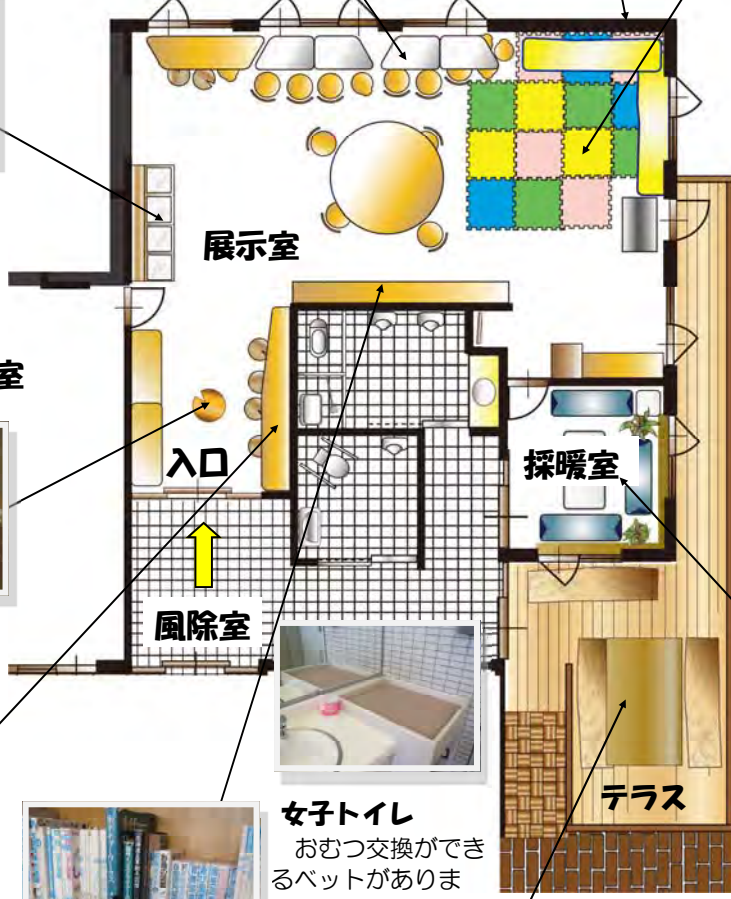 展示室
室
入口
採暖室
風除室
テラス
女子トイレ
おむつ交換ができ
るベットがありま